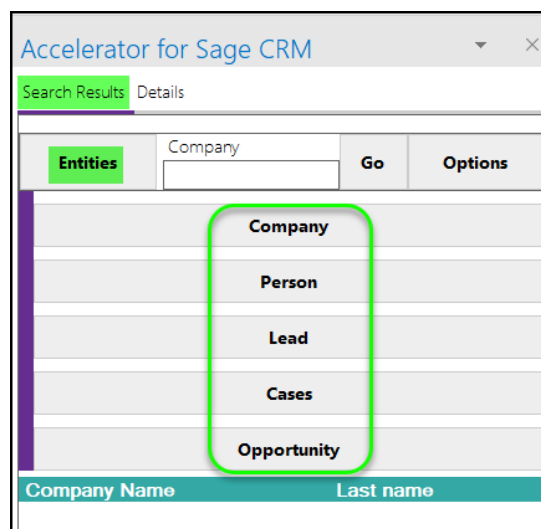 Accelerator for Sage CRM
Search Results Details
Company
Entities Go Options
Company
Person
Lead
Cases
Opportunity
Company Name Last name